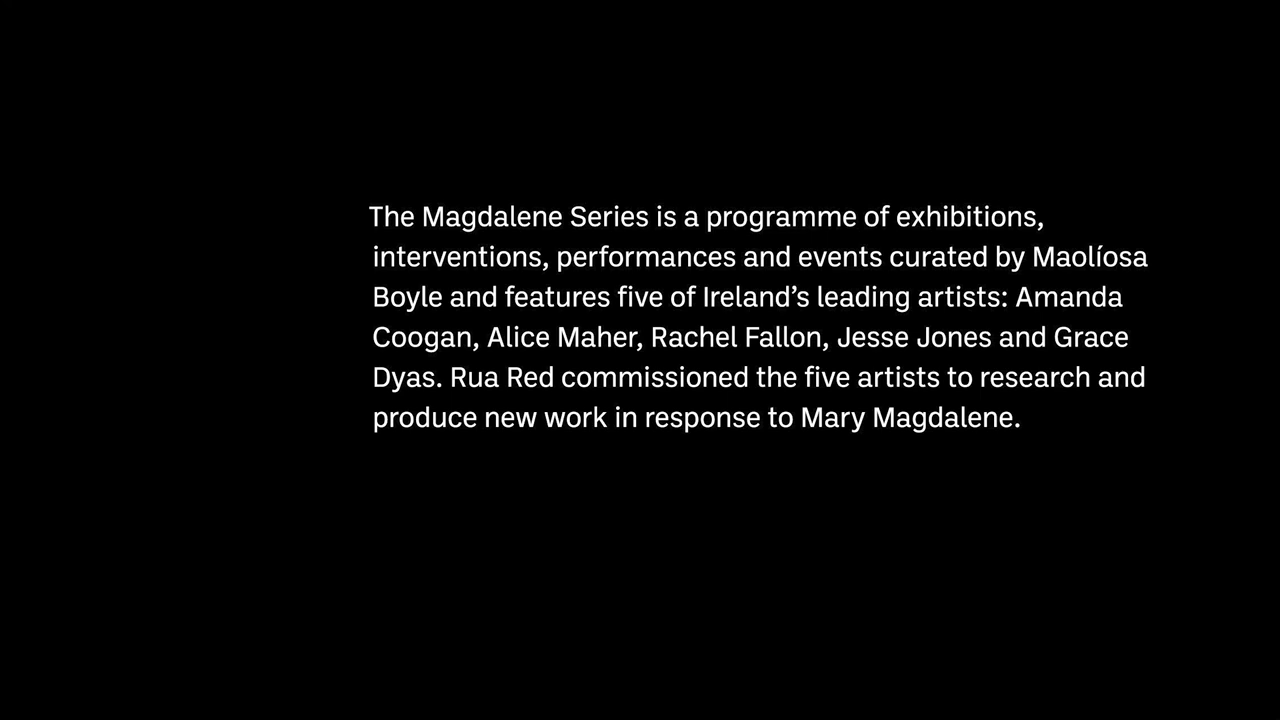 The Magdalene Series is a programme of exhibitions,
interventions, performances and events curated by Maolíosa
Boyle and features five of Ireland’s leading artists: Amanda
Coogan, Alice Maher, Rachel Fallon, Jesse Jones and Grace
Dyas. Rua Red commissioned the five artists to research and
produce new work in response to Mary Magdalene.